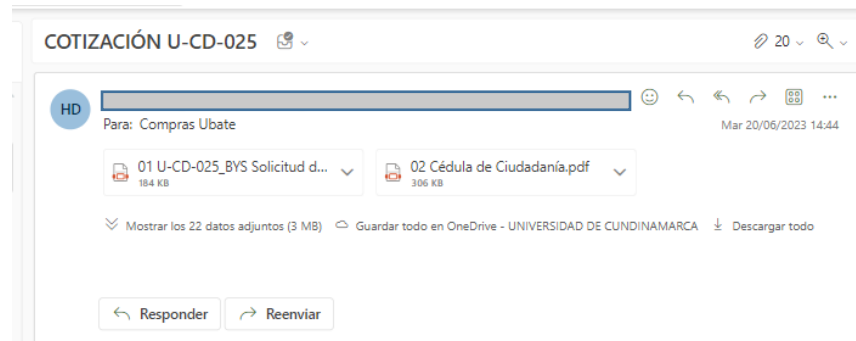 COTIZACIÓN U-CD-025
20
HD
Para: Compras Ubate
Mar 20/06/2023 14:44
01 U-CD-025_BYS Solicitud d...
184 KB
02 Cédula de Ciudadanía.pdf
306 KB
Mostrar los 22 datos adjuntos (3 MB) Guardar todo en OneDrive - UNIVERSIDAD DE CUNDINAMARCA Descargar todo
Responder Reenviar